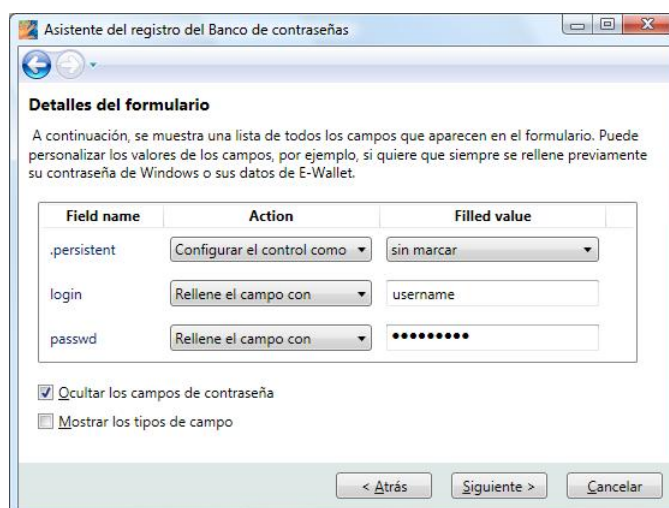 Asistente del registro del Banco de contraseñas
Detalles del formulario
A continuación, se muestra una lista de todos los campos que aparecen en el formulario. Puede
personalizar los valores de los campos, por ejemplo, si quiere que siempre se rellene previamente
su contraseña de Windows o sus datos de E-Wallet.
Field name Action Filled value
.persistent Configurar el control como sin marcar
login Rellene el campo con username
passwd Rellene el campo con •••••••••
Ocultar los campos de contraseña
Mostrar los tipos de campo
< Atrás Siguiente > Cancelar